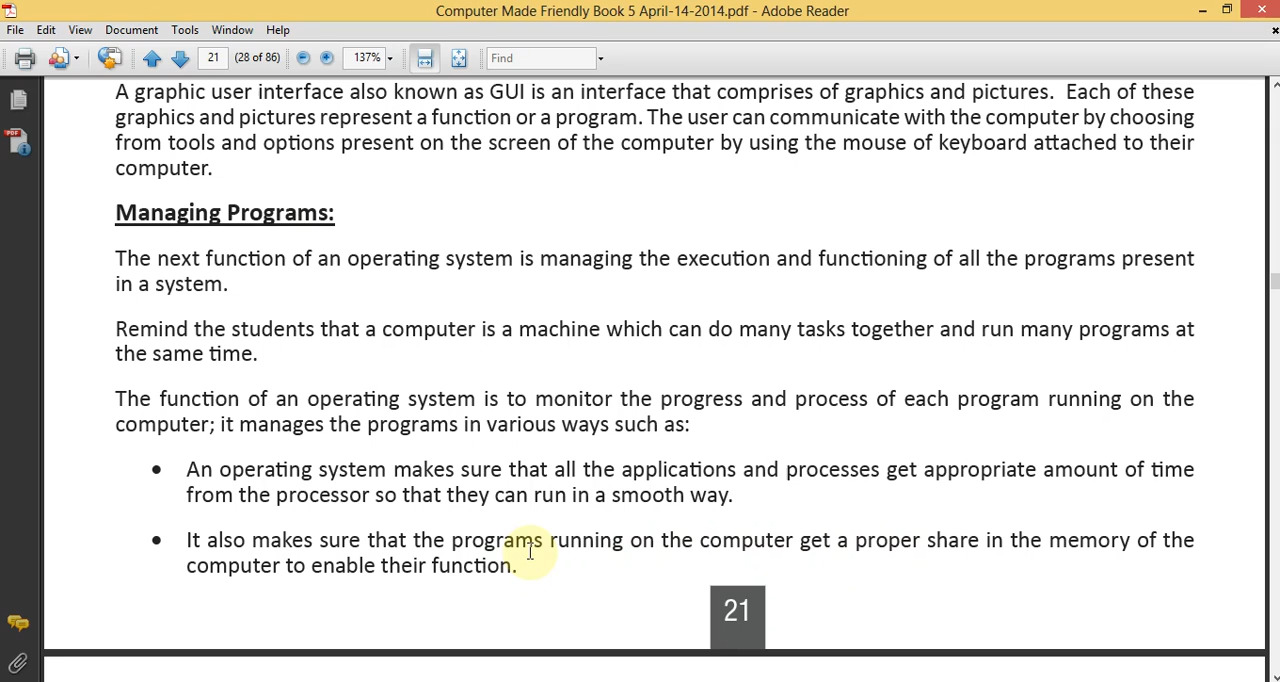 Computer Made Friendly Book 5 April-14-2014.pdf - Adobe Reader
File Edit View Document Tools Window Help
21 (28 of 86) 137% Find
A graphic user interface also known as GUI is an interface that comprises of graphics and pictures. Each of these
graphics and pictures represent a function or a program. The user can communicate with the computer by choosing
from tools and options present on the screen of the computer by using the mouse of keyboard attached to their
computer.
Managing Programs:
The next function of an operating system is managing the execution and functioning of all the programs present
in a system.
Remind the students that a computer is a machine which can do many tasks together and run many programs at
the same time.
The function of an operating system is to monitor the progress and process of each program running on the
computer; it manages the programs in various ways such as:
• An operating system makes sure that all the applications and processes get appropriate amount of time
from the processor so that they can run in a smooth way.
• It also makes sure that the programs running on the computer get a proper share in the memory of the
computer to enable their function.
21